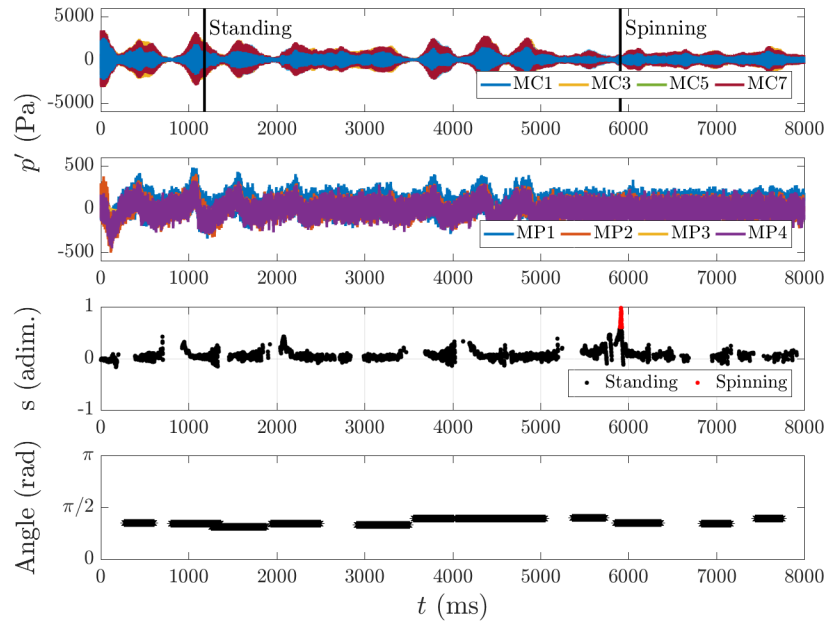 5000
0
-5000
Standing
Spinning
MC1 MC3 MC5 MC7
0 1000 2000 3000 4000 5000 6000 7000 8000
p′ (Pa)
500
0
-500
MP1 MP2 MP3 MP4
0 1000 2000 3000 4000 5000 6000 7000 8000
s (adim.)
1
0
-1
Standing Spinning
0 1000 2000 3000 4000 5000 6000 7000 8000
Angle (rad)
π
π/2
0
0 1000 2000 3000 4000 5000 6000 7000 8000
t (ms)